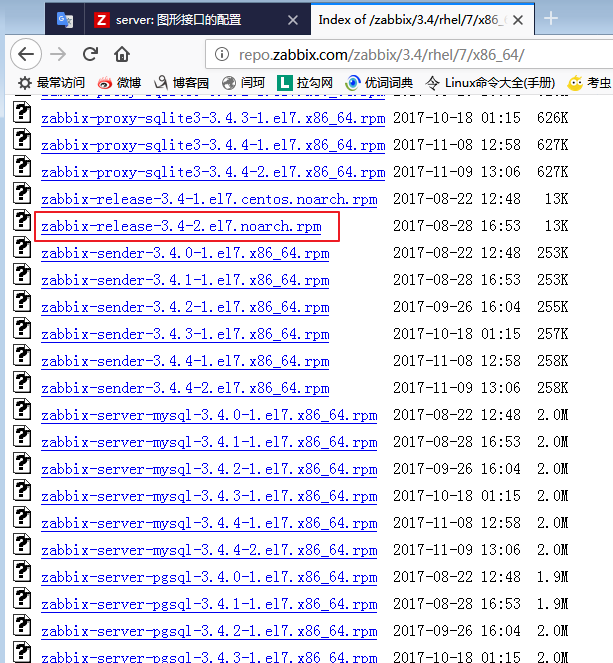 server: 图形接口的配置
Index of /zabbix/3.4/rhel/7/x86_6
repo.zabbix.com/zabbix/3.4/rhel/7/x86_64/
最常访问 微博 博客园 闫珂 拉勾网 优词词典 Linux命令大全(手册) 考虫
zabbix-proxy-sqlite3-3.4.3-1.el7.x86_64.rpm 2017-10-18 01:15 626K
zabbix-proxy-sqlite3-3.4.4-1.el7.x86_64.rpm 2017-11-08 12:58 627K
zabbix-proxy-sqlite3-3.4.4-2.el7.x86_64.rpm 2017-11-09 13:06 627K
zabbix-release-3.4-1.el7.centos.noarch.rpm 2017-08-22 12:48 13K
zabbix-release-3.4-2.el7.noarch.rpm 2017-08-28 16:53 13K
zabbix-sender-3.4.0-1.el7.x86_64.rpm 2017-08-22 12:48 253K
zabbix-sender-3.4.1-1.el7.x86_64.rpm 2017-08-28 16:53 253K
zabbix-sender-3.4.2-1.el7.x86_64.rpm 2017-09-26 16:04 255K
zabbix-sender-3.4.3-1.el7.x86_64.rpm 2017-10-18 01:15 257K
zabbix-sender-3.4.4-1.el7.x86_64.rpm 2017-11-08 12:58 258K
zabbix-sender-3.4.4-2.el7.x86_64.rpm 2017-11-09 13:06 258K
zabbix-server-mysql-3.4.0-1.el7.x86_64.rpm 2017-08-22 12:48 2.0M
zabbix-server-mysql-3.4.1-1.el7.x86_64.rpm 2017-08-28 16:53 2.0M
zabbix-server-mysql-3.4.2-1.el7.x86_64.rpm 2017-09-26 16:04 2.0M
zabbix-server-mysql-3.4.3-1.el7.x86_64.rpm 2017-10-18 01:15 2.0M
zabbix-server-mysql-3.4.4-1.el7.x86_64.rpm 2017-11-08 12:58 2.0M
zabbix-server-mysql-3.4.4-2.el7.x86_64.rpm 2017-11-09 13:06 2.0M
zabbix-server-pgsql-3.4.0-1.el7.x86_64.rpm 2017-08-22 12:48 1.9M
zabbix-server-pgsql-3.4.1-1.el7.x86_64.rpm 2017-08-28 16:53 1.9M
zabbix-server-pgsql-3.4.2-1.el7.x86_64.rpm 2017-09-26 16:04 2.0M
zabbix-server-pgsql-3.4.3-1.el7.x86_64.rpm 2017-10-18 01:15 2.0M